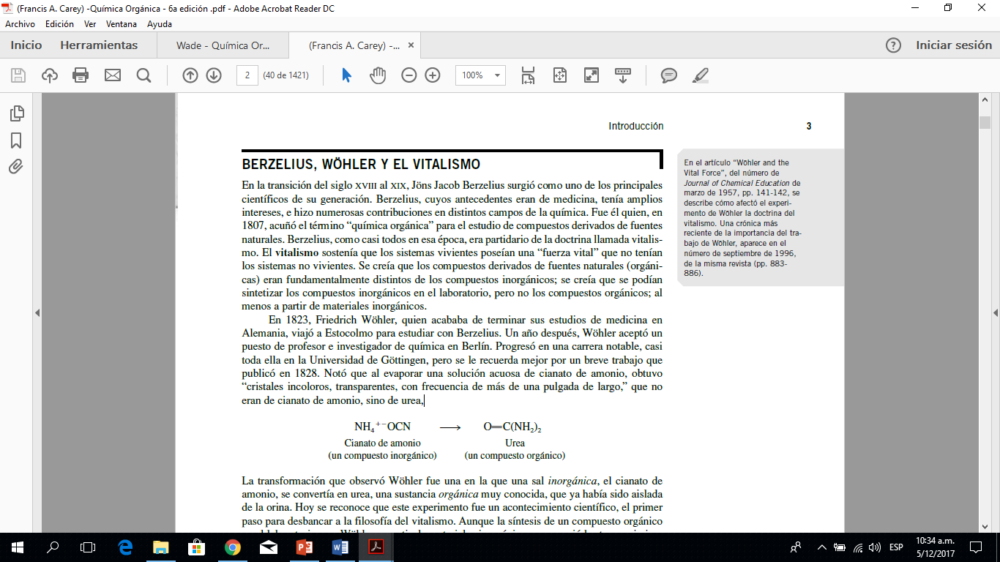 (Francis A. Carey) -Química Orgánica - 6a edición .pdf - Adobe Acrobat Reader DC
Archivo Edición Ver Ventana Ayuda
Inicio Herramientas Wade - Química Or... (Francis A. Carey) -... × Iniciar sesión
2 (40 de 1421) 100%
Introducción 3
BERZELIUS, WÖHLER Y EL VITALISMO
En la transición del siglo XVIII al XIX, Jöns Jacob Berzelius surgió como uno de los principales
científicos de su generación. Berzelius, cuyos antecedentes eran de medicina, tenía amplios
intereses, e hizo numerosas contribuciones en distintos campos de la química. Fue él quien, en
1807, acuñó el término “química orgánica” para el estudio de compuestos derivados de fuentes
naturales. Berzelius, como casi todos en esa época, era partidario de la doctrina llamada vitalis-
mo. El vitalismo sostenía que los sistemas vivientes poseían una “fuerza vital” que no tenían
los sistemas no vivientes. Se creía que los compuestos derivados de fuentes naturales (orgáni-
cas) eran fundamentalmente distintos de los compuestos inorgánicos; se creía que se podían
sintetizar los compuestos inorgánicos en el laboratorio, pero no los compuestos orgánicos; al
menos a partir de materiales inorgánicos.
En 1823, Friedrich Wöhler, quien acababa de terminar sus estudios de medicina en
Alemania, viajó a Estocolmo para estudiar con Berzelius. Un año después, Wöhler aceptó un
puesto de profesor e investigador de química en Berlín. Progresó en una carrera notable, casi
toda ella en la Universidad de Göttingen, pero se le recuerda mejor por un breve trabajo que
publicó en 1828. Notó que al evaporar una solución acuosa de cianato de amonio, obtuvo
“cristales incoloros, transparentes, con frecuencia de más de una pulgada de largo,” que no
eran de cianato de amonio, sino de urea,
NH₄⁺⁻OCN ⟶ O=C(NH₂)₂
Cianato de amonio Urea
(un compuesto inorgánico) (un compuesto orgánico)
La transformación que observó Wöhler fue una en la que una sal inorgánica, el cianato de
amonio, se convertía en urea, una sustancia orgánica muy conocida, que ya había sido aislada
de la orina. Hoy se reconoce que este experimento fue un acontecimiento científico, el primer
paso para desbancar a la filosofía del vitalismo. Aunque la síntesis de un compuesto orgánico
En el artículo “Wöhler and the
Vital Force”, del número de
Journal of Chemical Education de
marzo de 1957, pp. 141-142, se
describe cómo afectó el experi-
mento de Wöhler la doctrina del
vitalismo. Una crónica más
reciente de la importancia del tra-
bajo de Wöhler, aparece en el
número de septiembre de 1996,
de la misma revista (pp. 883-
886).
ESP
10:34 a.m.
5/12/2017